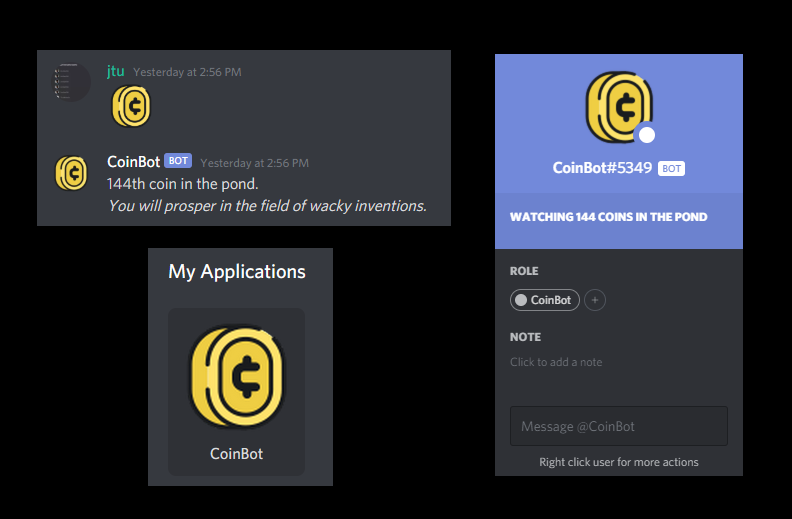 jtu Yesterday at 2:56 PM
CoinBot BOT Yesterday at 2:56 PM
144th coin in the pond.
You will prosper in the field of wacky inventions.
My Applications
CoinBot
CoinBot#5349 BOT
WATCHING 144 COINS IN THE POND
ROLE
CoinBot +
NOTE
Click to add a note
Message @CoinBot
Right click user for more actions